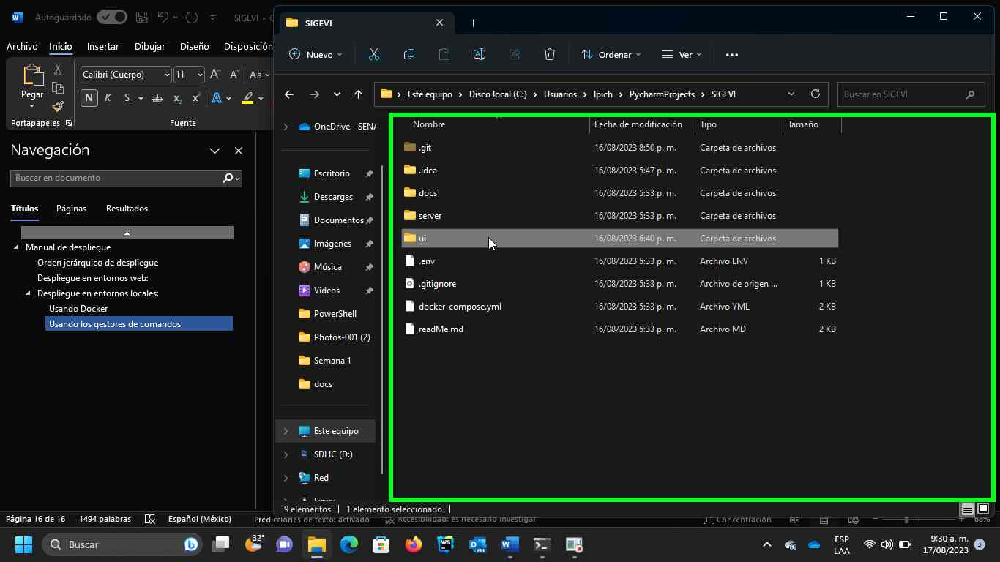 Autoguardado
SIGEVI
Archivo Inicio Insertar Dibujar Diseño Disposición
Calibri (Cuerpo) 11
Pegar
N K S ab x x A
Portapapeles Fuente
Navegación
Buscar en documento
Títulos Páginas Resultados
Manual de despliegue
Orden jerárquico de despliegue
Despliegue en entornos web:
Despliegue en entornos locales:
Usando Docker
Usando los gestores de comandos
Página 16 de 16 1494 palabras Español (México) Predicciones de texto: activado Accesibilidad: es necesario investigar Concentración 68%
SIGEVI
Nuevo Ordenar Ver
Este equipo Disco local (C:) Usuarios lpich PycharmProjects SIGEVI
Buscar en SIGEVI
OneDrive - SENA
Escritorio
Descargas
Documentos
Imágenes
Música
Videos
PowerShell
Photos-001 (2)
Semana 1
docs
Este equipo
SDHC (D:)
Red
Linux
Nombre Fecha de modificación Tipo Tamaño
.git 16/08/2023 8:50 p. m. Carpeta de archivos
.idea 16/08/2023 5:47 p. m. Carpeta de archivos
docs 16/08/2023 5:33 p. m. Carpeta de archivos
server 16/08/2023 5:33 p. m. Carpeta de archivos
ui 16/08/2023 6:40 p. m. Carpeta de archivos
.env 16/08/2023 5:33 p. m. Archivo ENV 1 KB
.gitignore 16/08/2023 5:33 p. m. Archivo de origen ... 1 KB
docker-compose.yml 16/08/2023 5:33 p. m. Archivo YML 2 KB
readMe.md 16/08/2023 5:33 p. m. Archivo MD 2 KB
9 elementos 1 elemento seleccionado
Buscar
32°
ESP
LAA
9:30 a. m.
17/08/2023
3